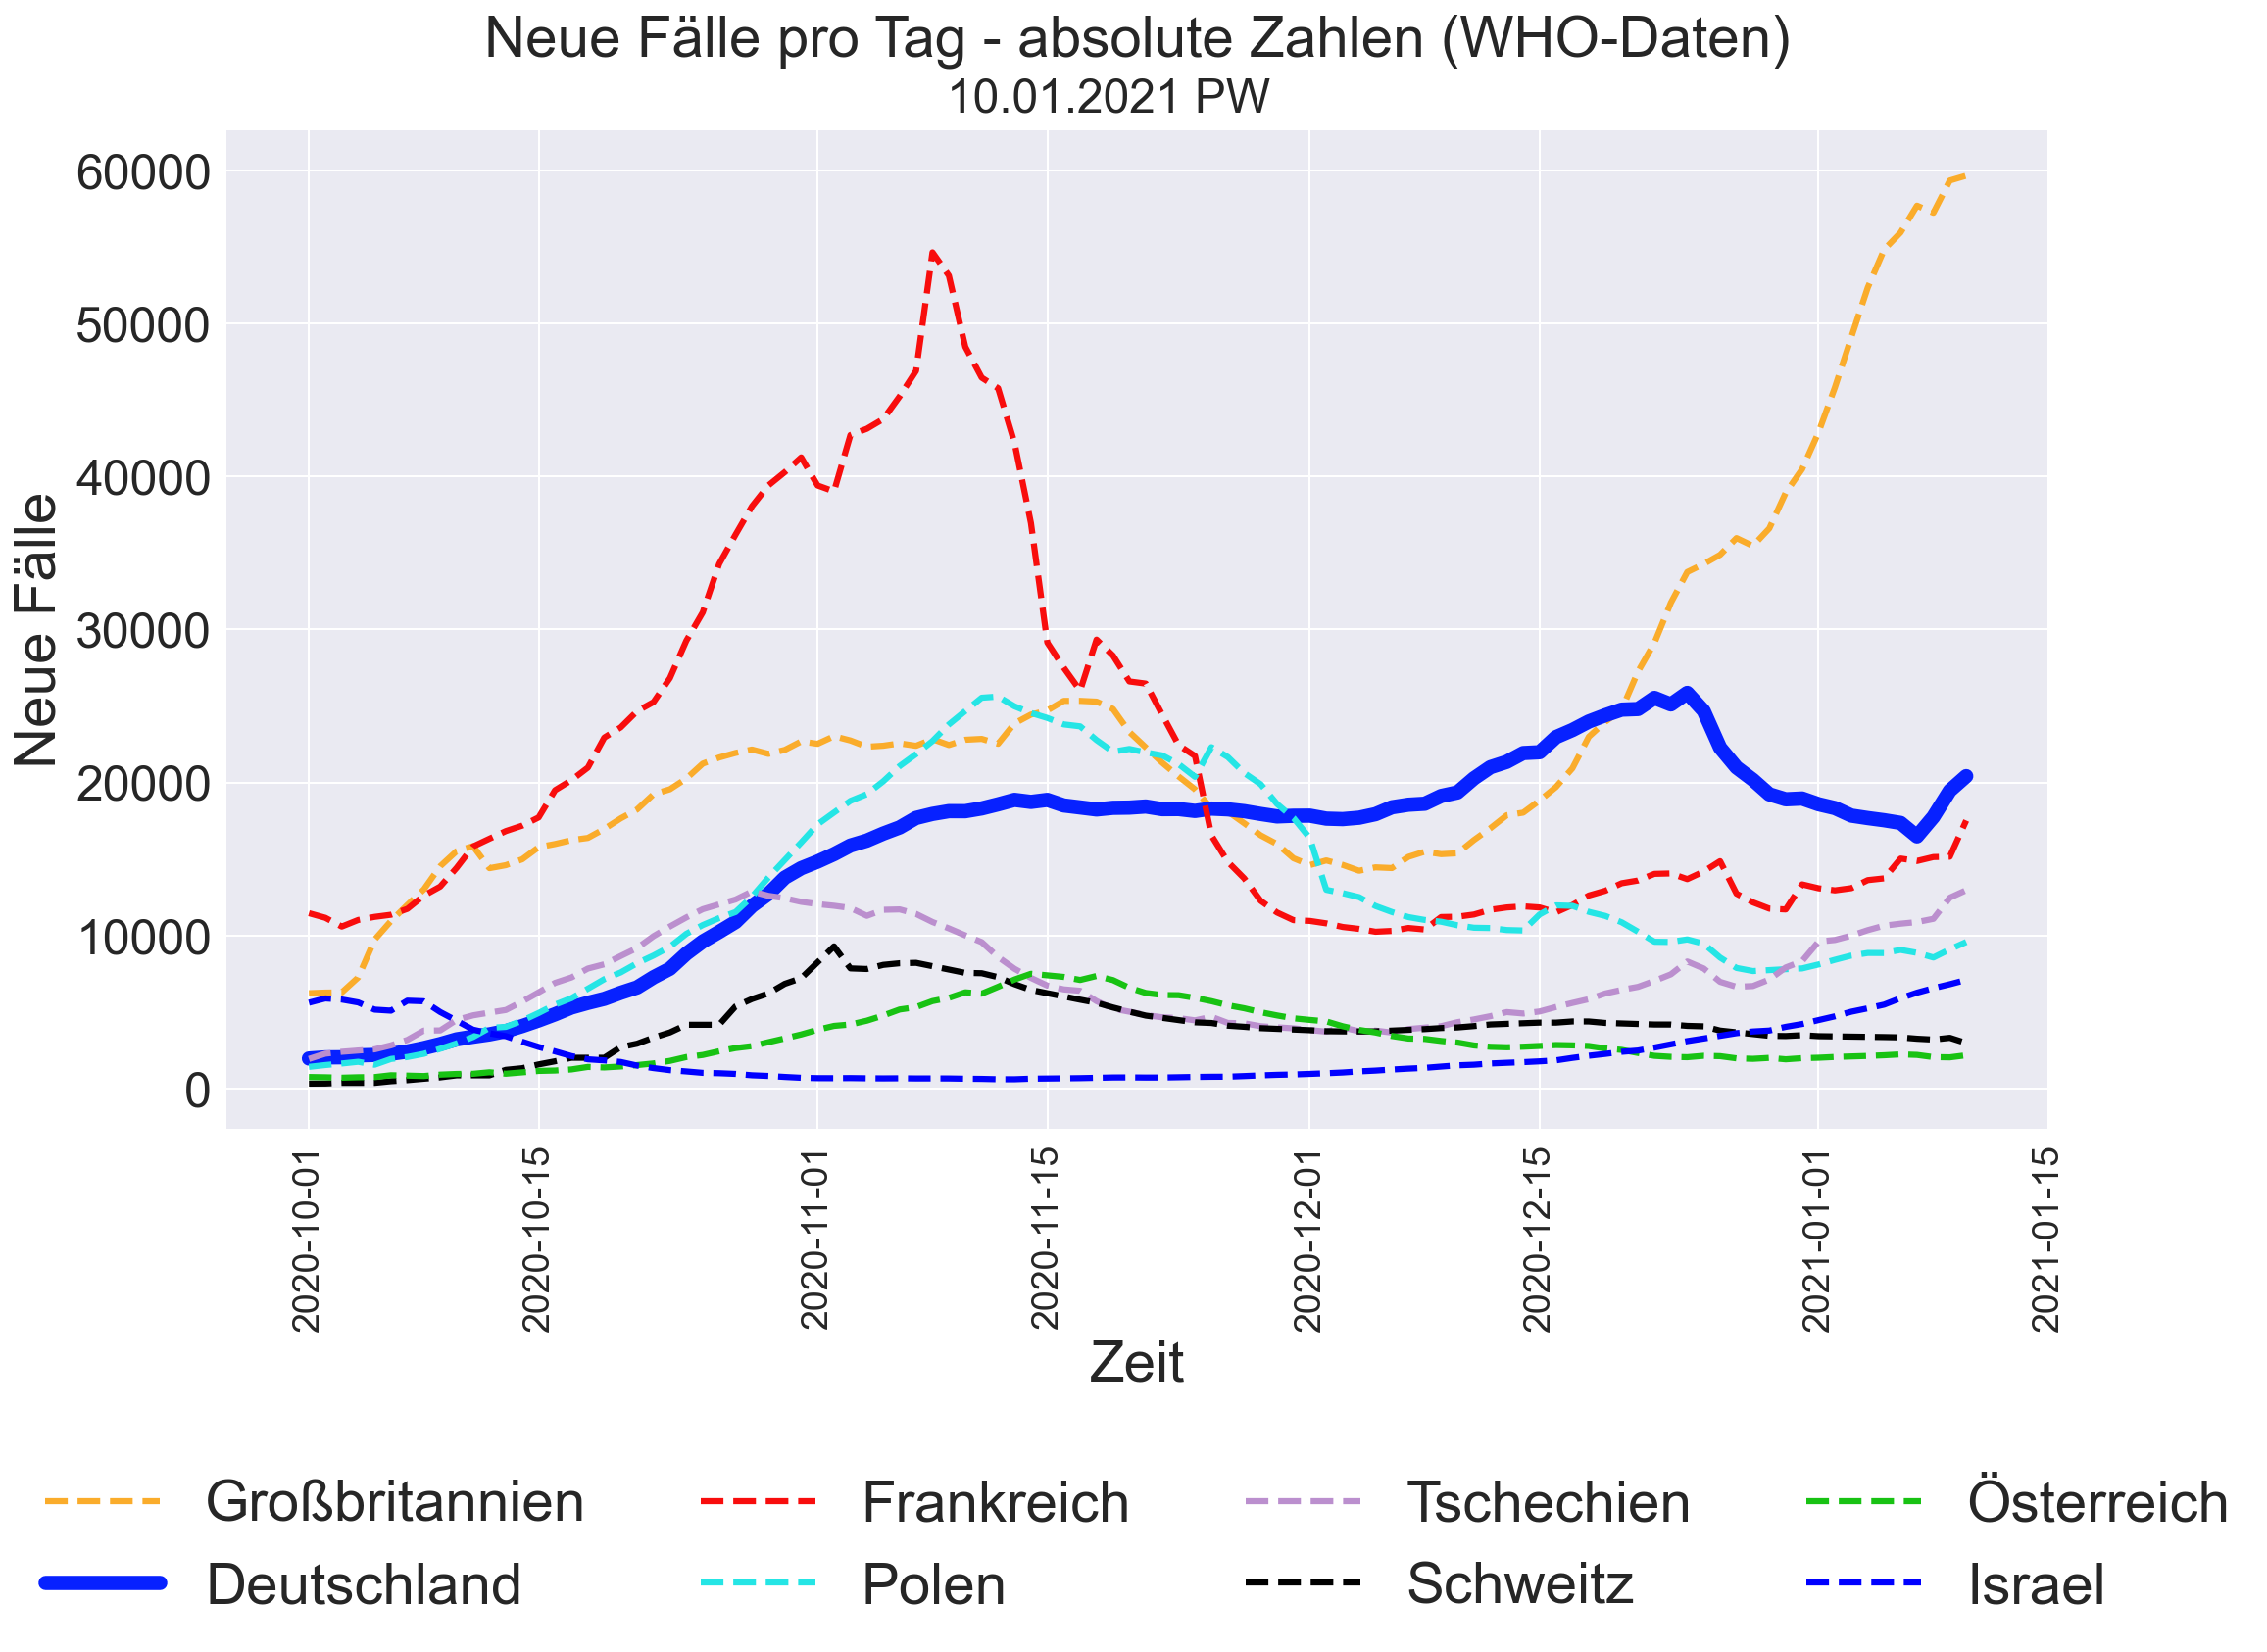 Neue Fälle pro Tag - absolute Zahlen (WHO-Daten)
10.01.2021 PW
Neue Fälle
60000
50000
40000
30000
20000
10000
0
2020-10-01
2020-10-15
2020-11-01
2020-11-15
2020-12-01
2020-12-15
2021-01-01
2021-01-15
Zeit
Großbritannien Frankreich Tschechien Österreich
Deutschland Polen Schweitz Israel